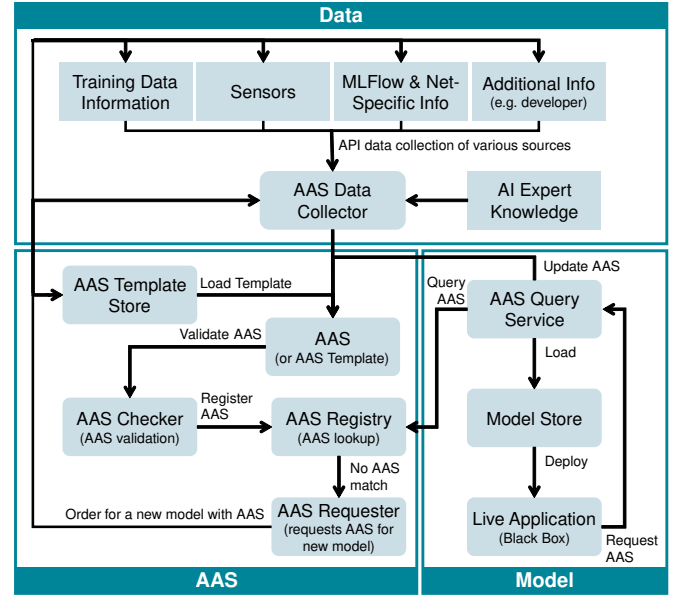 Data
Training Data
Information
Sensors
MLFlow & Net-
Specific Info
Additional Info
(e.g. developer)
API data collection of various sources
AAS Data
Collector
AI Expert
Knowledge
AAS Template
Store
Load Template
Update AAS
Query
AAS
AAS Query
Service
Validate AAS
AAS
(or AAS Template)
Load
AAS Checker
(AAS validation)
Register
AAS
AAS Registry
(AAS lookup)
Model Store
No AAS
match
Deploy
Order for a new model with AAS
AAS Requester
(requests AAS for
new model)
Live Application
(Black Box)
Request
AAS
AAS
Model